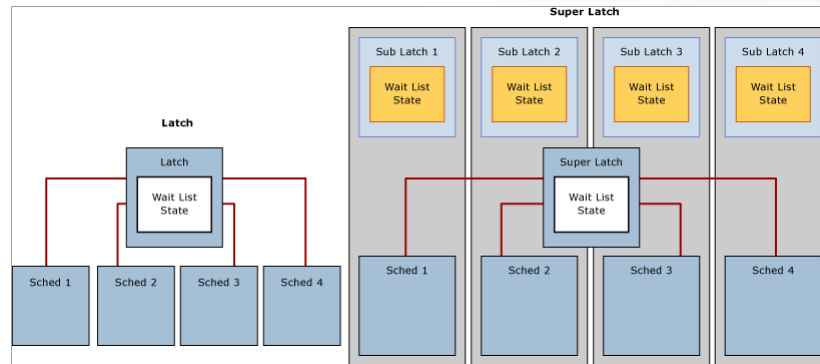 Super Latch
Sub Latch 1
Sub Latch 2
Sub Latch 3
Sub Latch 4
Wait List
State
Wait List
State
Wait List
State
Wait List
State
Latch
Latch
Wait List
State
Super Latch
Wait List
State
Sched 1
Sched 2
Sched 3
Sched 4
Sched 1
Sched 2
Sched 3
Sched 4